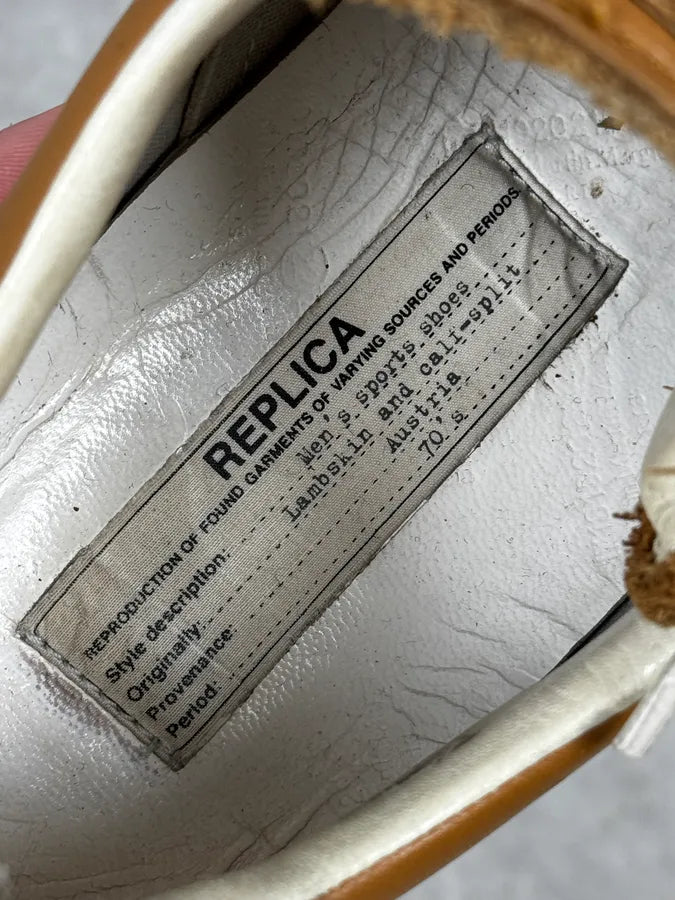 REPLICA
REPRODUCTION OF FOUND GARMENTS OF VARYING SOURCES AND PERIODS.
Style description: Men's sports shoes
Originally: Lambskin and cali-split
Provenance: Austria
Period: 70's